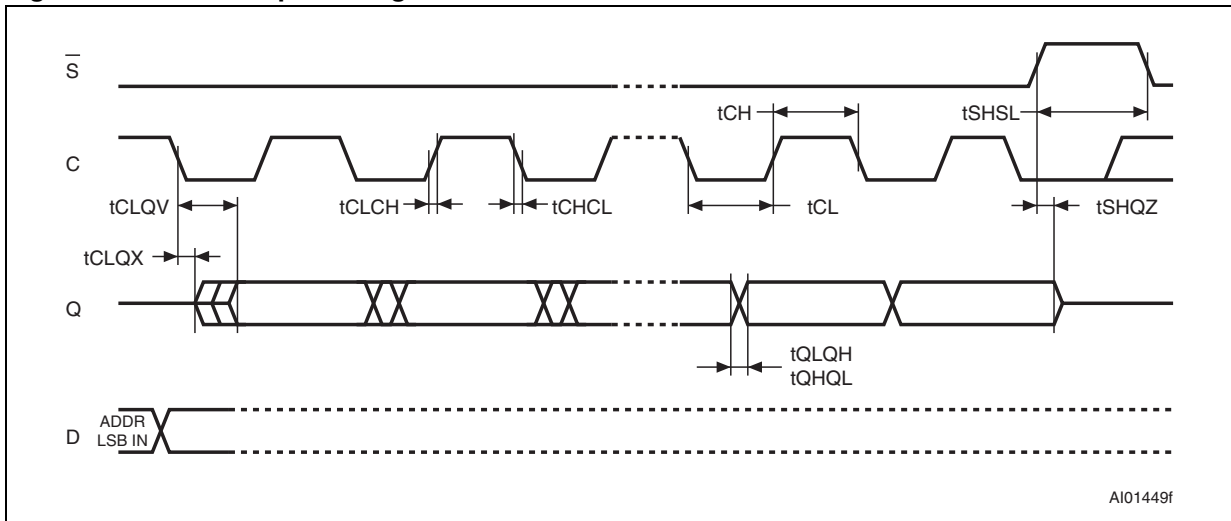 S
tCH
tSHSL
C
tCLQV
tCLCH
tCHCL
tCL
tSHQZ
tCLQX
Q
tQLQH
tQHQL
D
ADDR
LSB IN
AI01449f